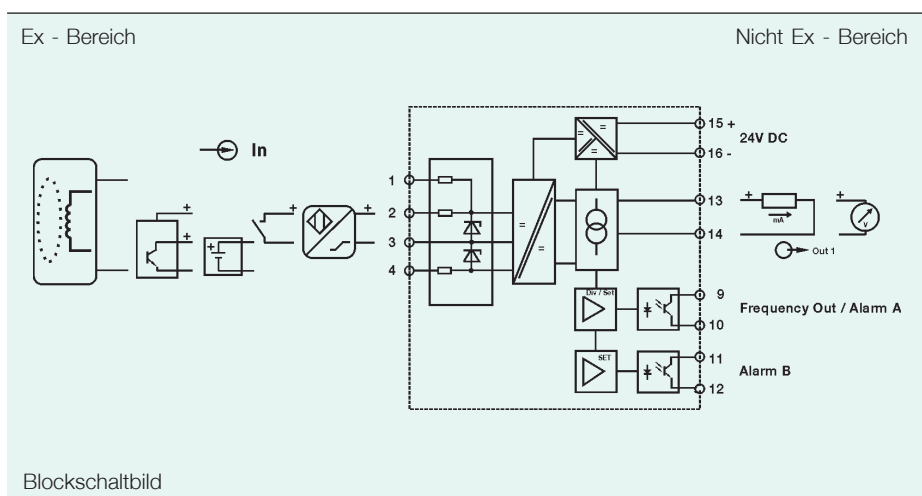 Ex - Bereich
Nicht Ex - Bereich
In
15 +
24V DC
16 -
1
2
3
4
+
+
+
+
+
=
=
=
=
=
=
13
14
+
mA
+
V
Out 1
Div / Set
9
Frequency Out / Alarm A
10
SET
11
Alarm B
12
Blockschaltbild